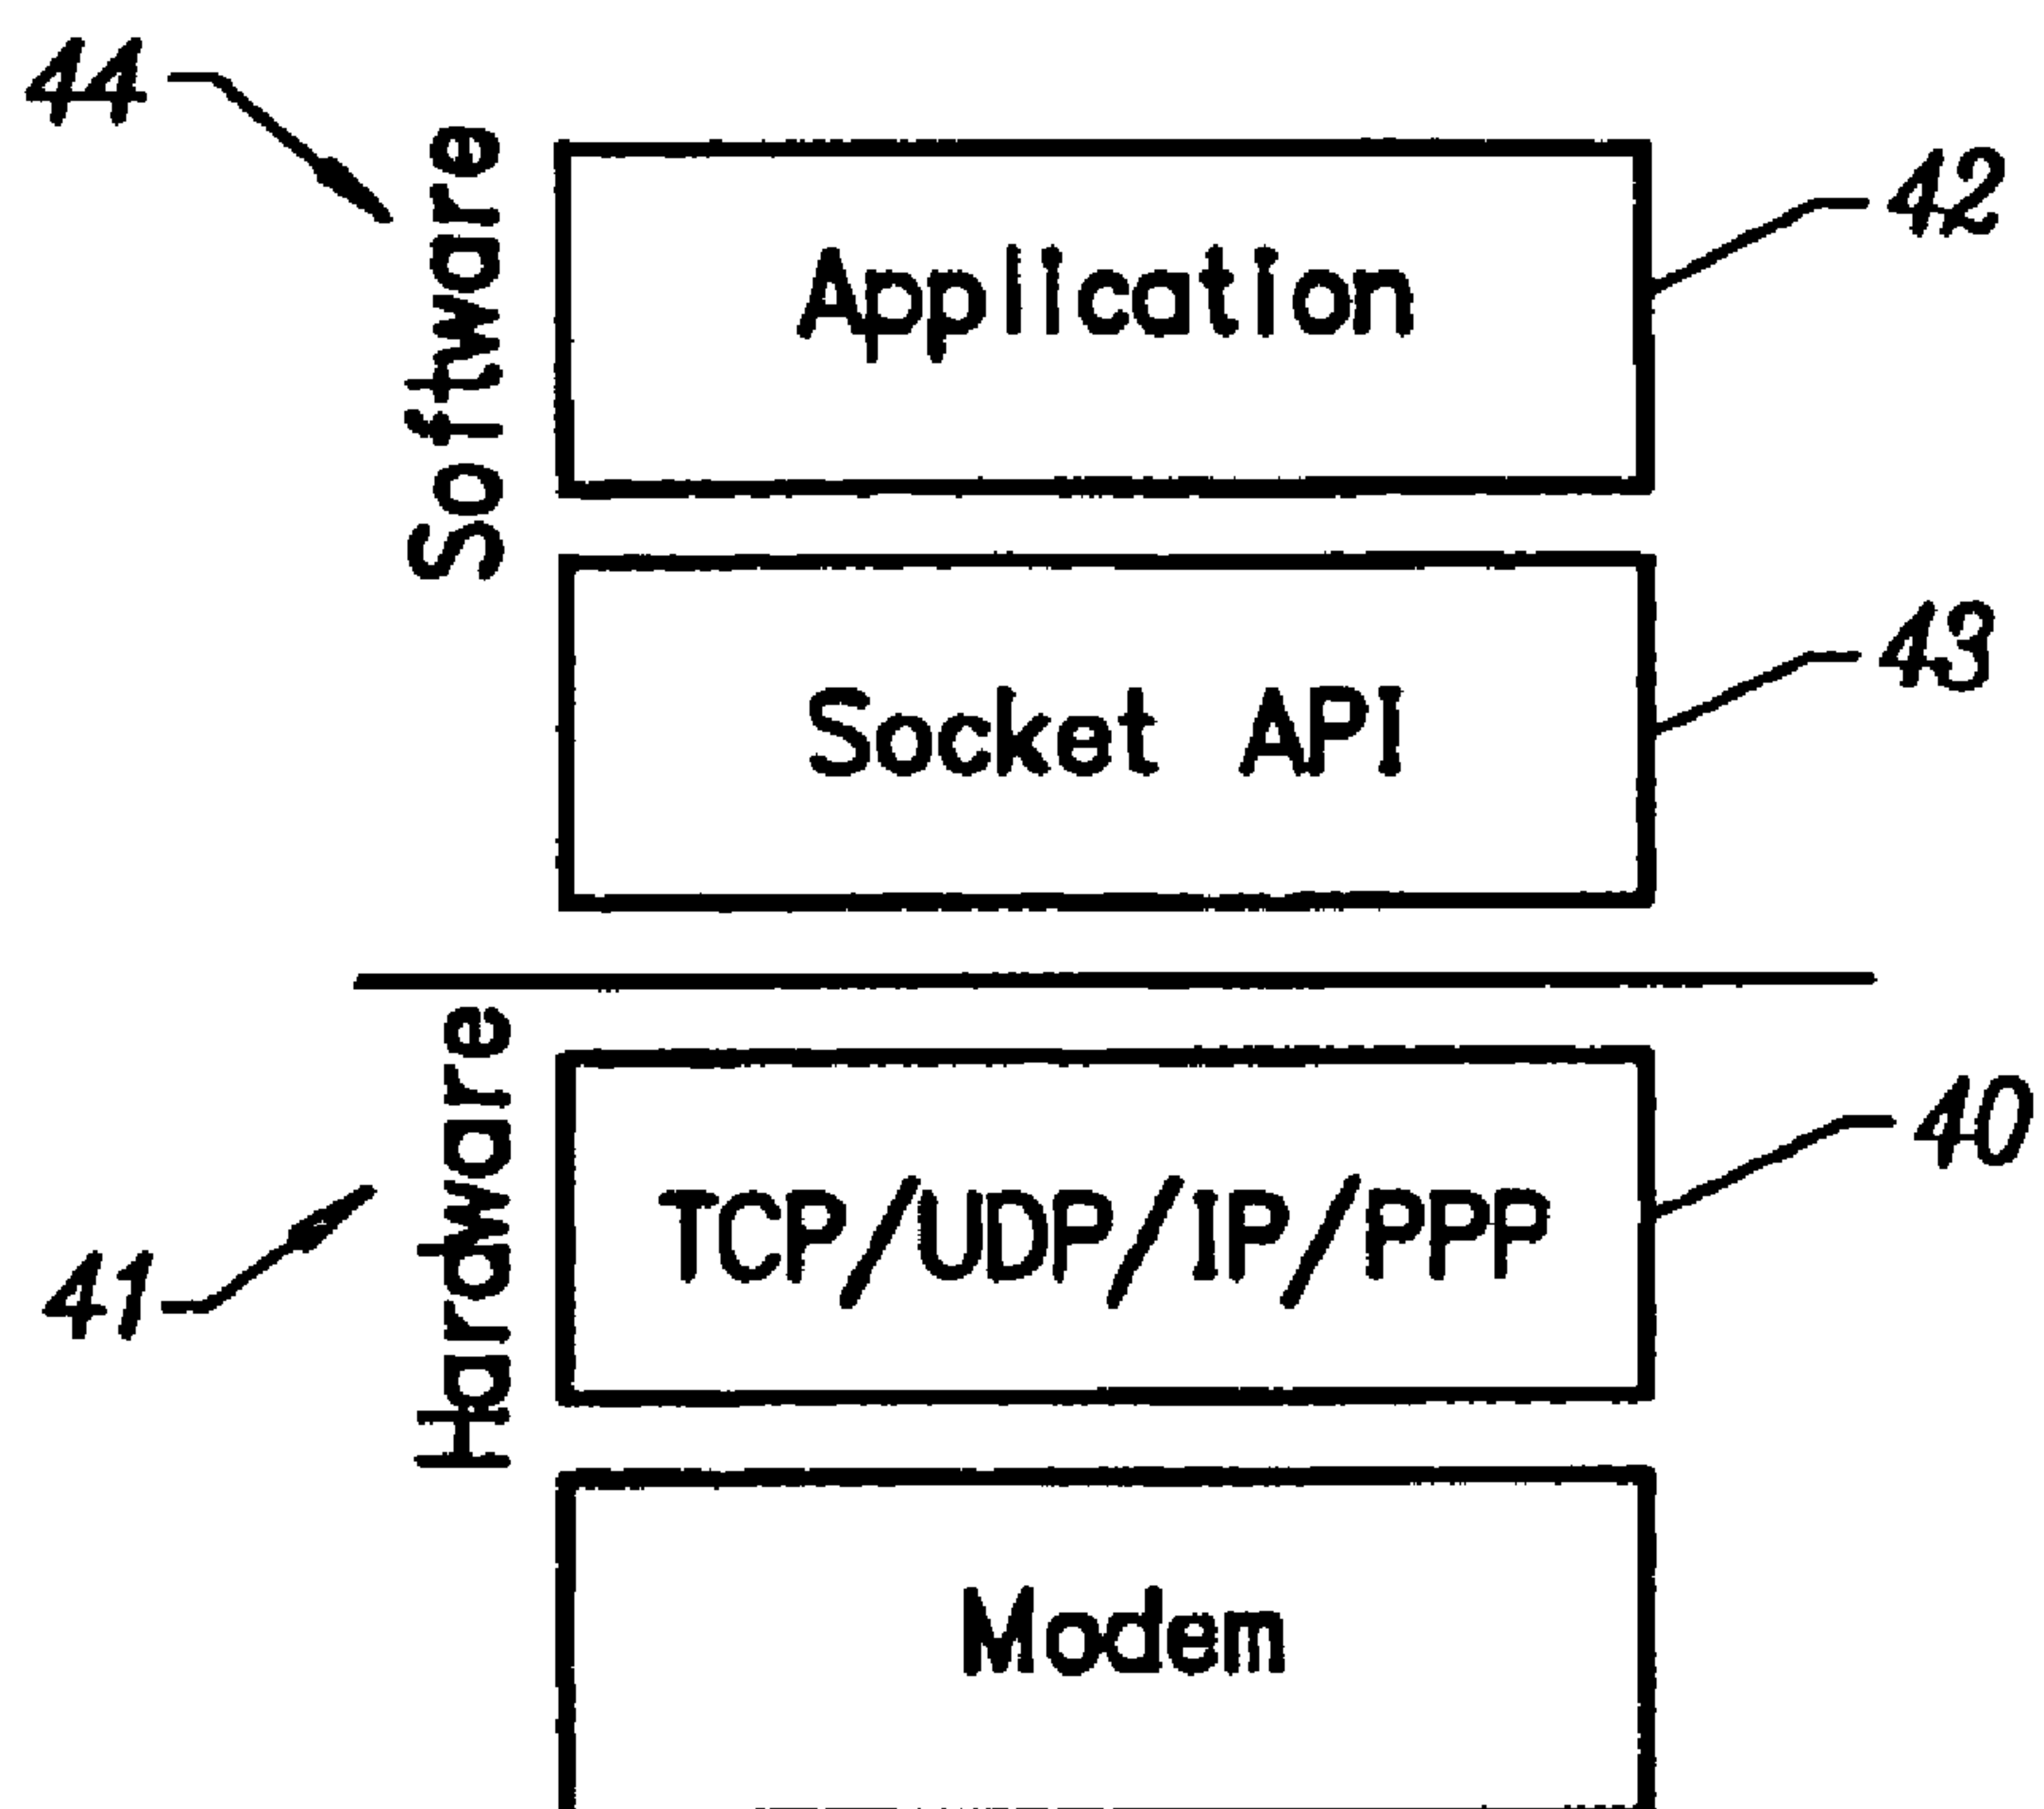 44
Software
Application
42
Socket API
43
Hardware
TCP/UDP/IP/PPP
40
41
Modem